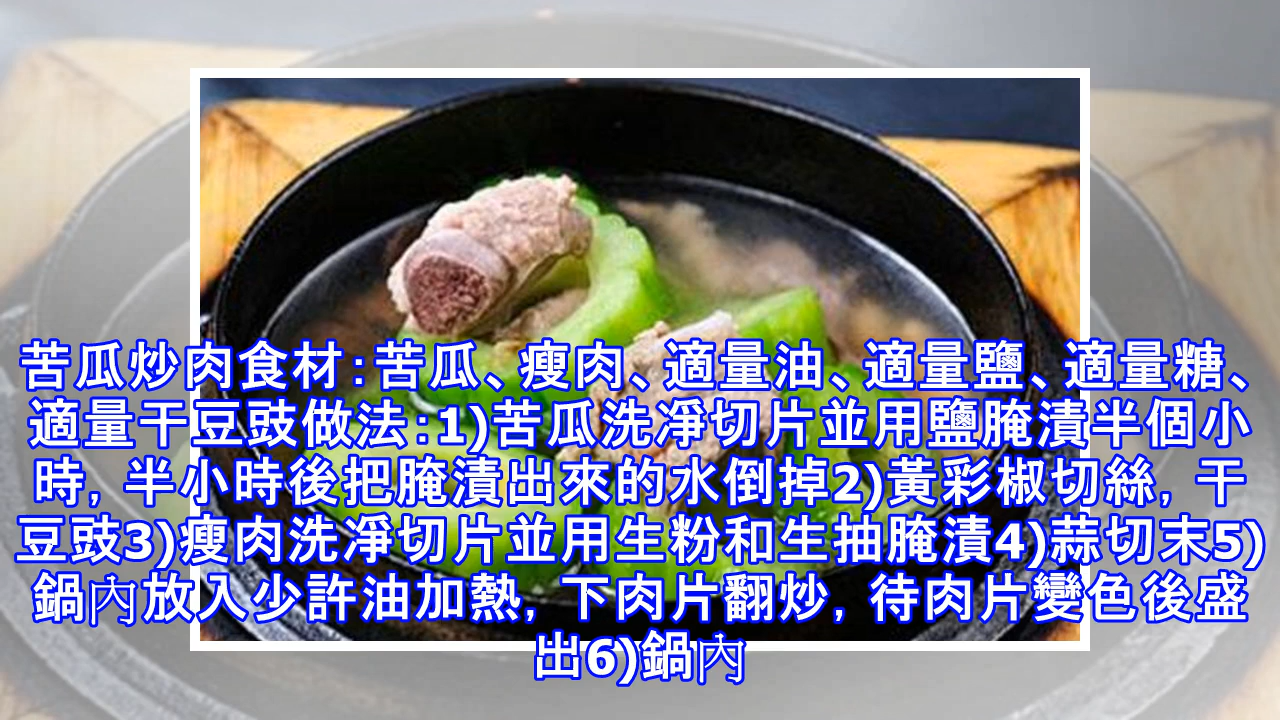 苦瓜炒肉食材：苦瓜、瘦肉、適量油、適量鹽、適量糖、
適量干豆豉做法：1)苦瓜洗凈切片並用鹽腌漬半個小
時，半小時後把腌漬出來的水倒掉2)黃彩椒切絲，干
豆豉3)瘦肉洗凈切片並用生粉和生抽腌漬4)蒜切末5)
鍋內放入少許油加熱，下肉片翻炒，待肉片變色後盛
出6)鍋內